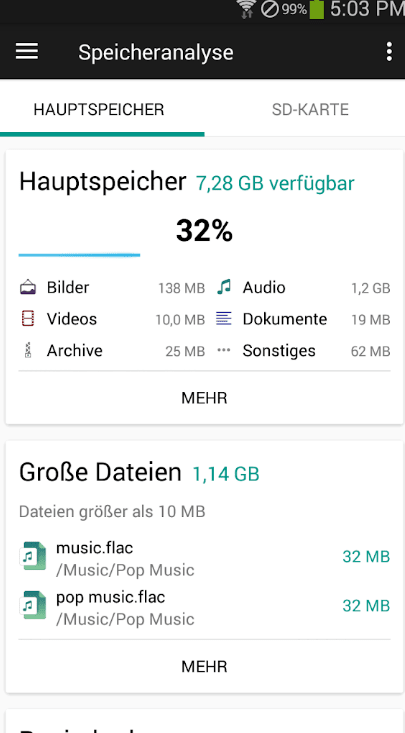 99% 5:03 PM
Speicheranalyse
HAUPTSPEICHER SD-KARTE
Hauptspeicher 7,28 GB verfügbar
32%
Bilder 138 MB Audio 1,2 GB
Videos 10,0 MB Dokumente 19 MB
Archive 25 MB Sonstiges 62 MB
MEHR
Große Dateien 1,14 GB
Dateien größer als 10 MB
music.flac 32 MB
/Music/Pop Music
pop music.flac 32 MB
/Music/Pop Music
MEHR